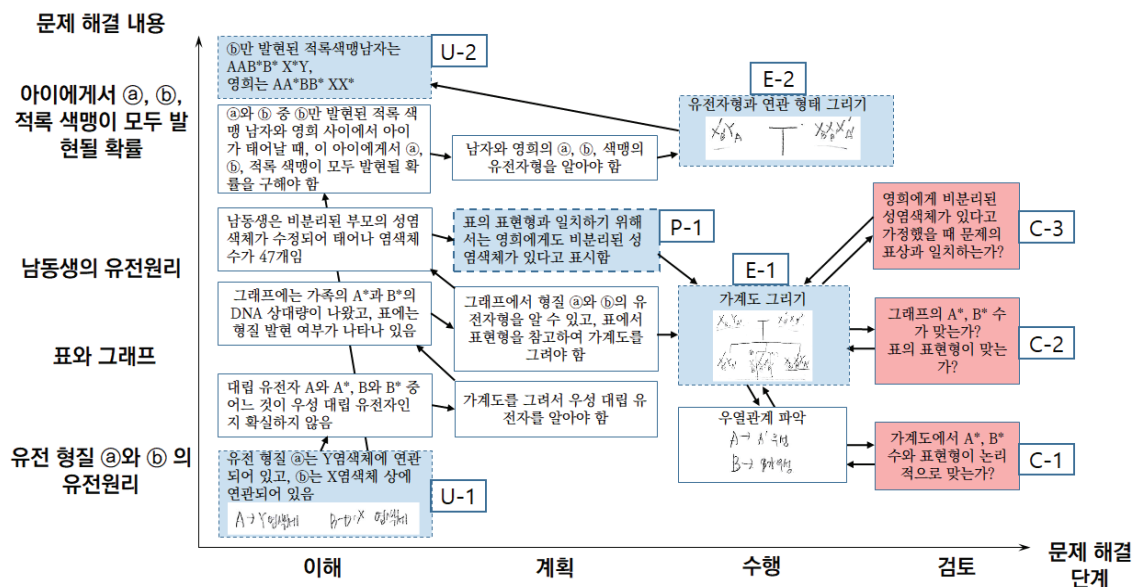 문제 해결 내용
ⓑ만 발현된 적록색맹남자는
AAB*B* X*Y,
영희는 AA*BB* XX*
U-2
아이에게서 ⓐ, ⓑ,
적록 색맹이 모두 발
현될 확률
ⓐ와 ⓑ 중 ⓑ만 발현된 적록 색
맹 남자와 영희 사이에서 아이
가 태어날 때, 이 아이에게서 ⓐ,
ⓑ, 적록 색맹이 모두 발현될 확
률을 구해야 함
남자와 영희의 ⓐ, ⓑ, 색맹의
유전자형을 알아야 함
E-2
유전자형과 연관 형태 그리기
남동생의 유전원리
남동생은 비분리된 부모의 성염
색체가 수정되어 태어나 염색체
수가 47개임
표의 표현형과 일치하기 위해
서는 영희에게도 비분리된 성
염색체가 있다고 표시함
P-1
영희에게 비분리된
성염색체가 있다고
가정했을 때 문제의
표상과 일치하는가?
C-3
표와 그래프
그래프에는 가족의 A*과 B*의
DNA 상대량이 나왔고, 표에는
형질 발현 여부가 나타나 있음
그래프에서 형질 ⓐ와 ⓑ의 유
전자형을 알 수 있고, 표에서
표현형을 참고하여 가계도를
그려야 함
E-1
가계도 그리기
그래프의 A*, B* 수
가 맞는가?
표의 표현형이 맞는
가?
C-2
대립 유전자 A와 A*, B와 B* 중
어느 것이 우성 대립 유전자인
지 확실하지 않음
가계도를 그려서 우성 대립 유
전자를 알아야 함
우열관계 파악
가계도에서 A*, B*
수와 표현형이 논리
적으로 맞는가?
C-1
유전 형질 ⓐ와 ⓑ 의
유전원리
유전 형질 ⓐ는 Y염색체에 연관
되어 있고, ⓑ는 X염색체 상에
연관되어 있음
A→Y염색체
U-1
이해
계획
수행
검토
문제 해결
단계